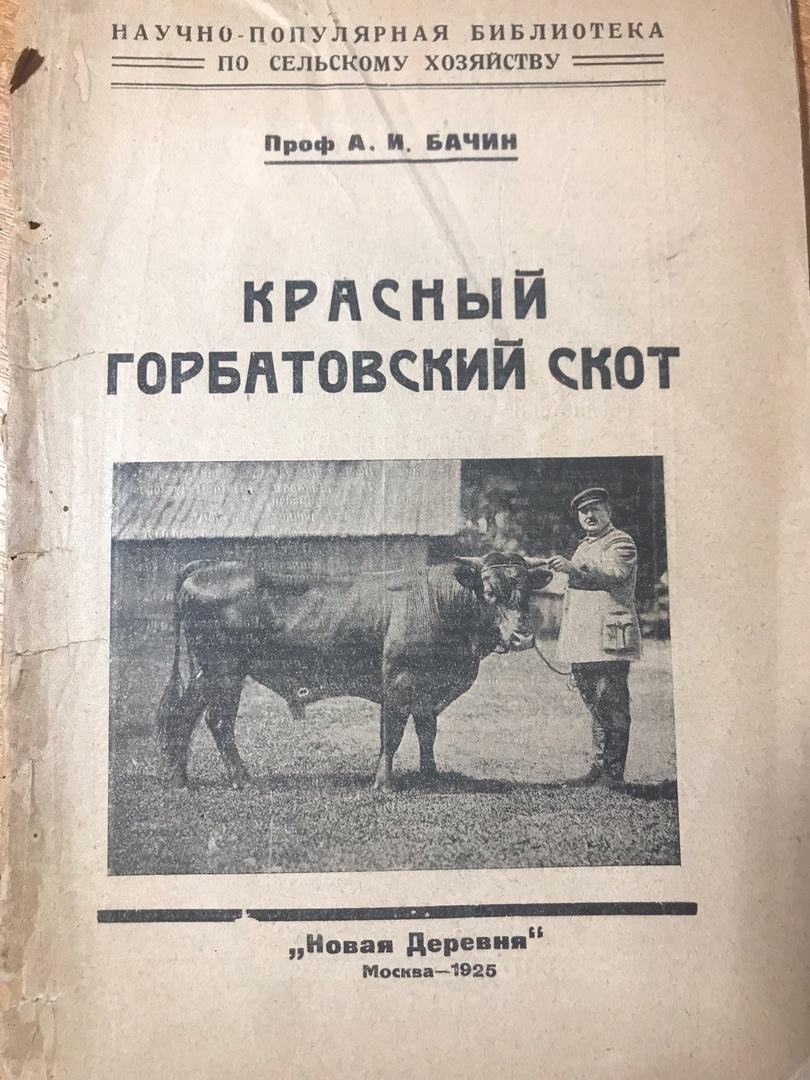 НАУЧНО-ПОПУЛЯРНАЯ БИБЛИОТЕКА
ПО СЕЛЬСКОМУ ХОЗЯЙСТВУ
Проф А. И. БАЧИН
КРАСНЫЙ
ГОРБАТОВСКИЙ СКОТ
„Новая Деревня“
Москва—1925